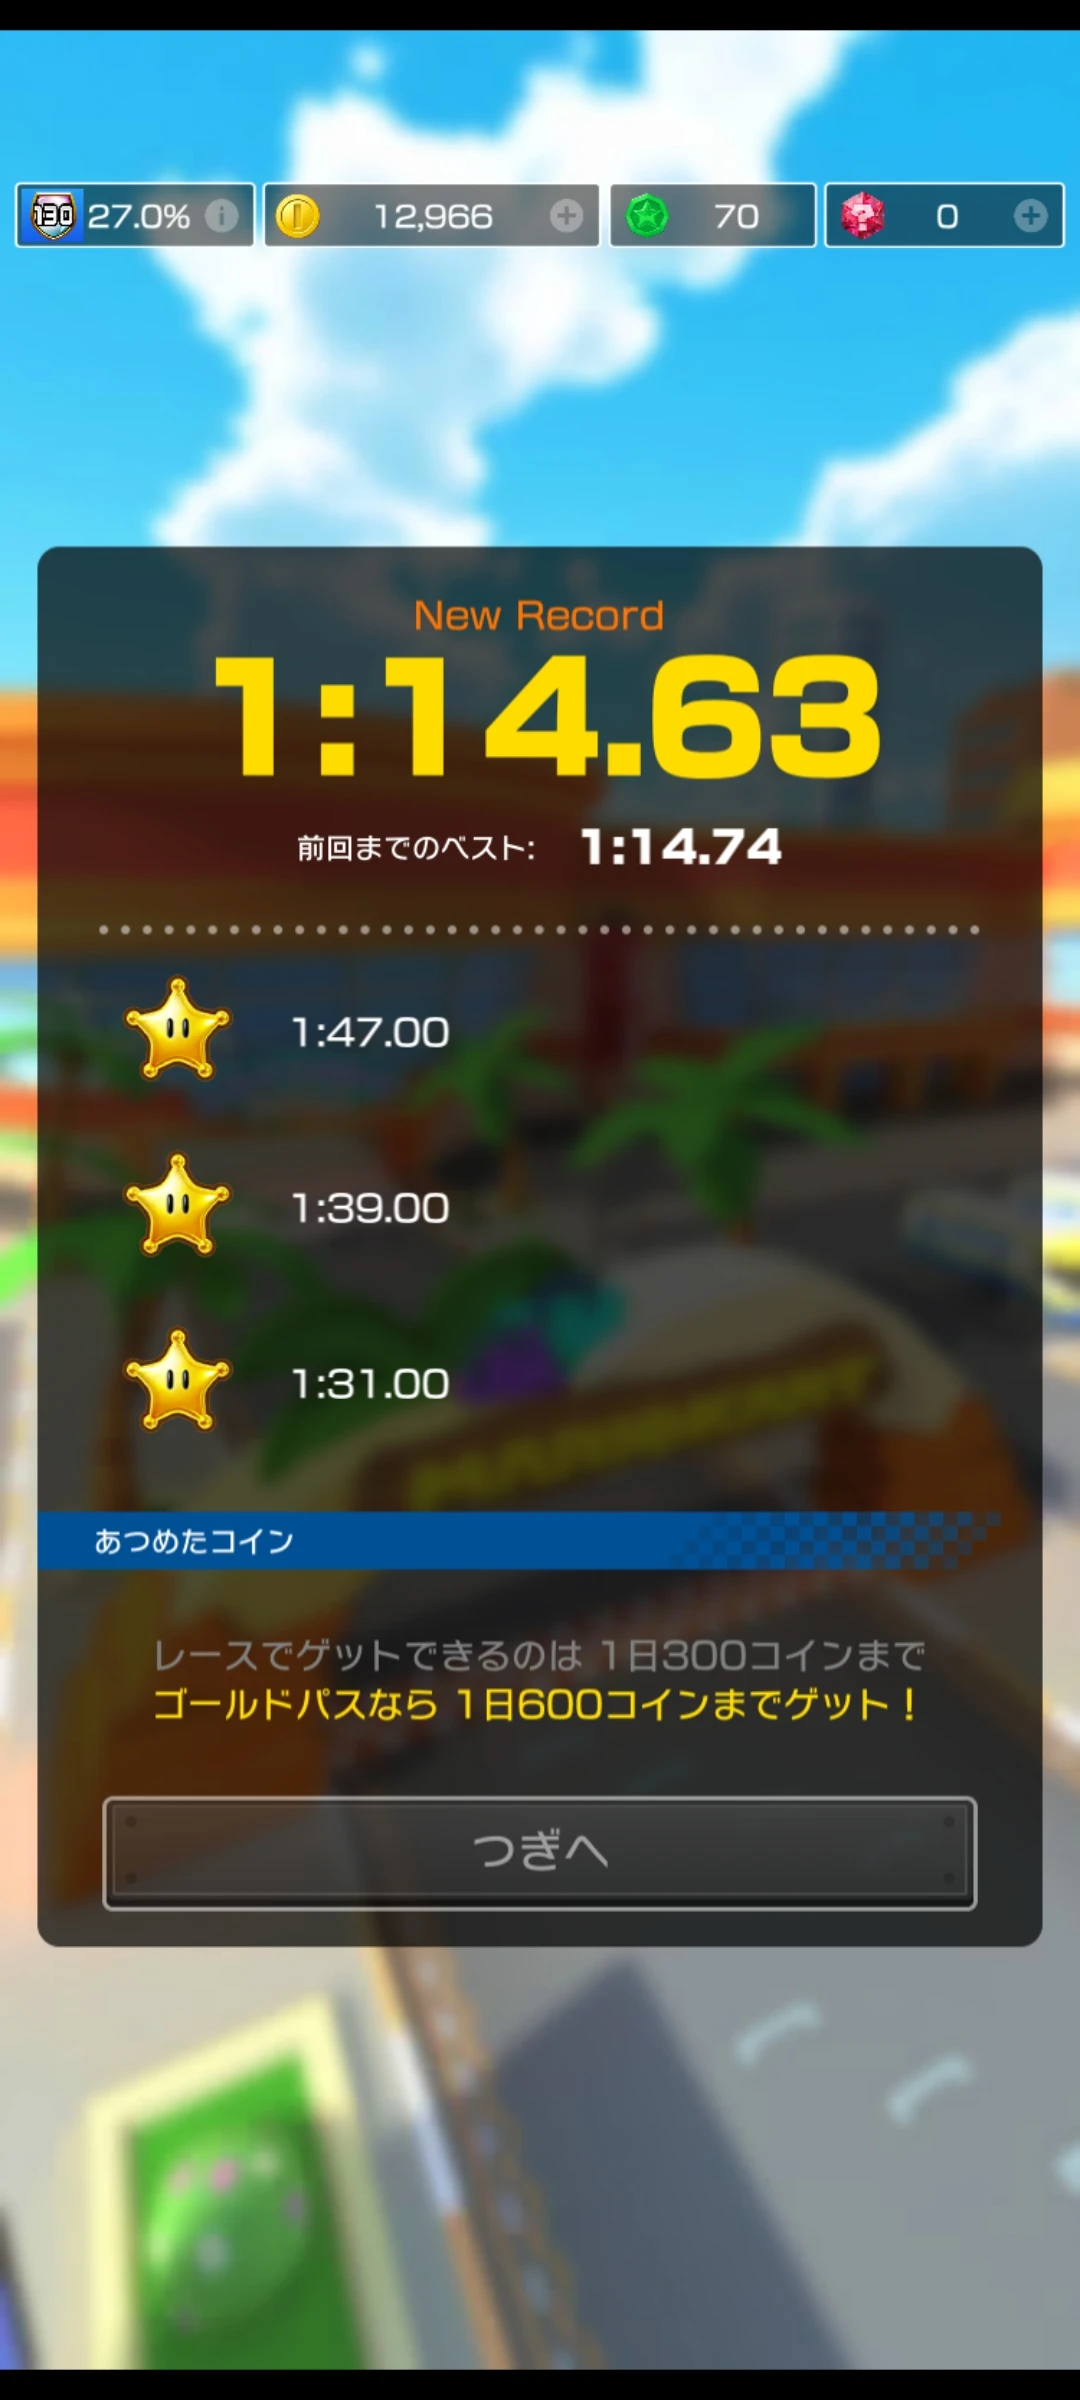 130 27.0% 12,966 70 0
New Record
1:14.63
前回までのベスト: 1:14.74
1:47.00
1:39.00
1:31.00
あつめたコイン
レースでゲットできるのは 1日300コインまで
ゴールドパスなら 1日600コインまでゲット！
つぎへ